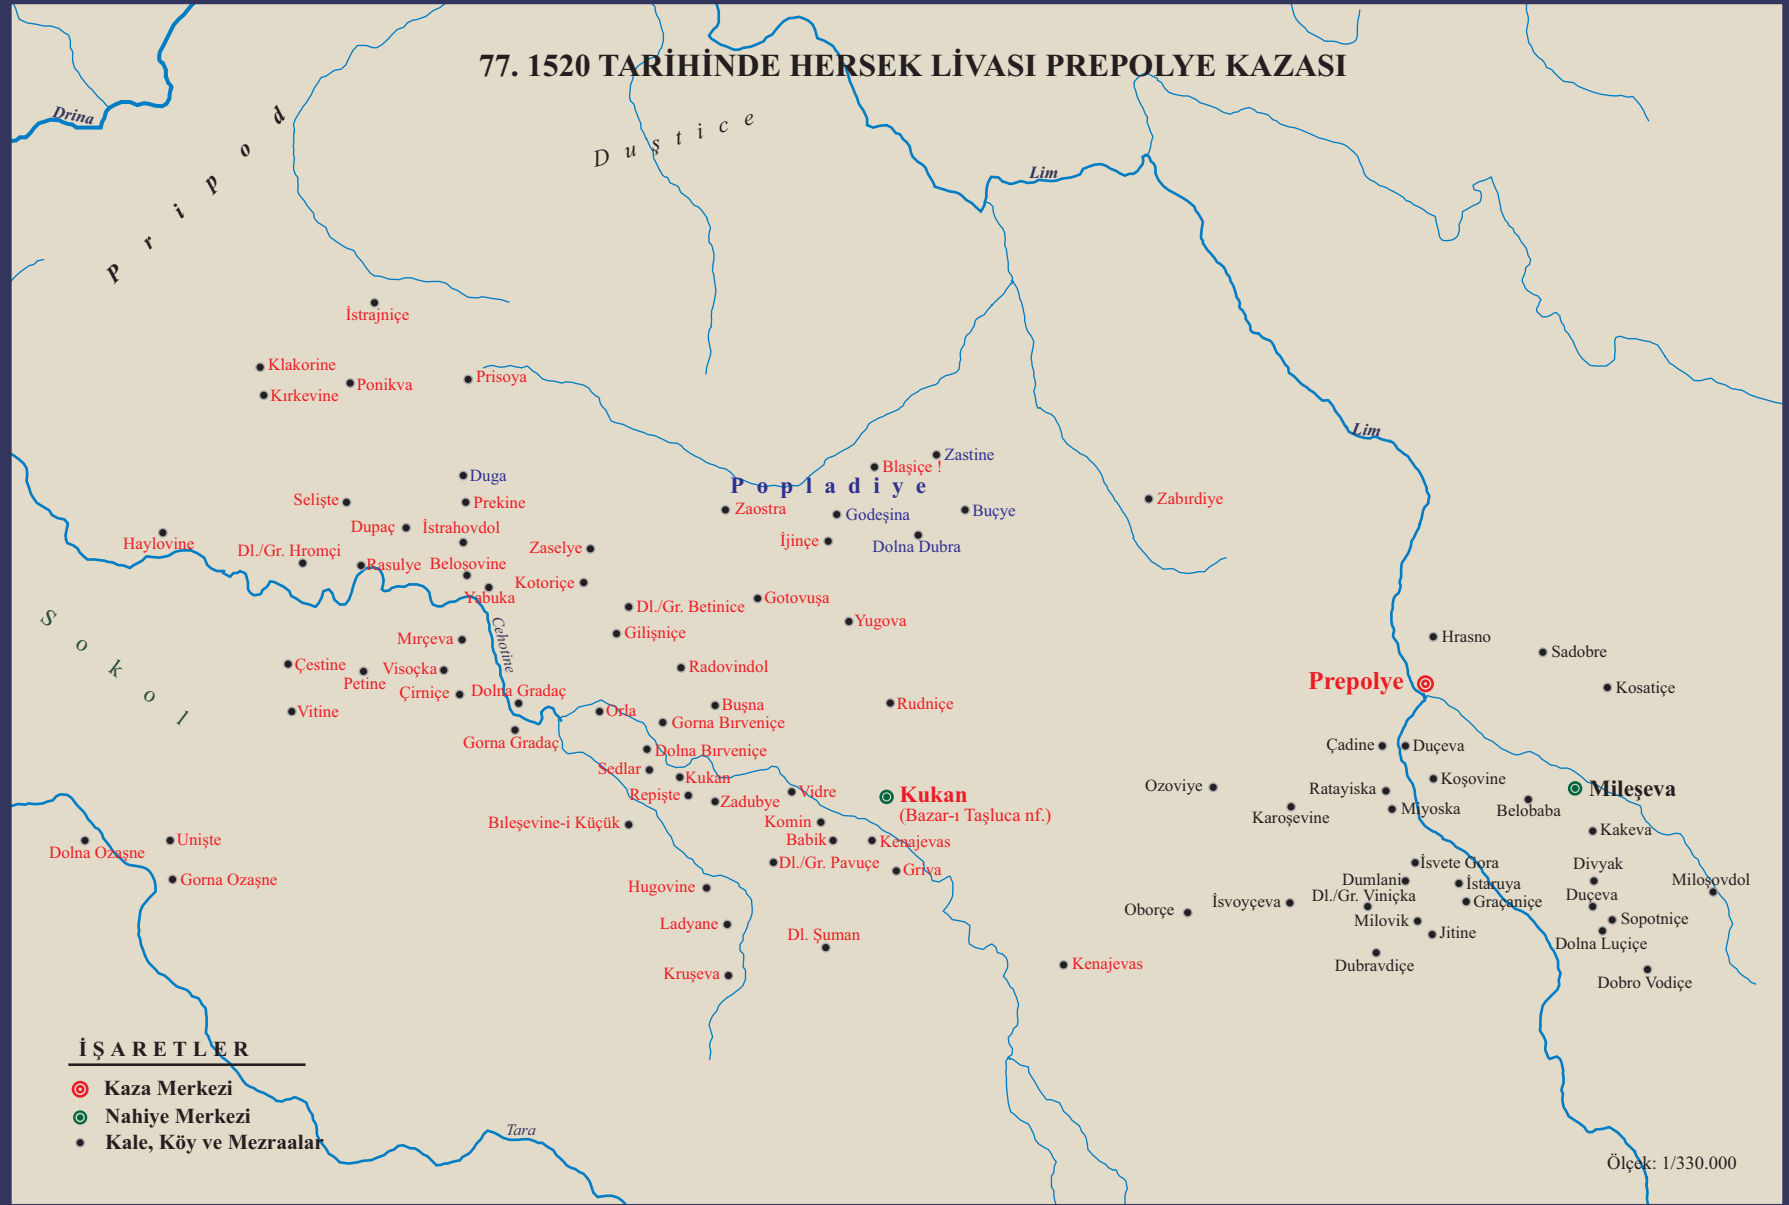 77. 1520 TARİHİNDE HERSEK LİVASI PREPOLYE KAZASI
Drina
Pripod
Duştice
Lim
İstrajniçe
Klakorine
Ponikva
Prisoya
Kırkevine
Lim
Zastine
Blaşiçe !
Duga
Popladiye
Selişte
Prekine
Zaostra
Godeşina
Buçye
Zabırdiye
Dupaç
İstrahovdol
Haylovine
Dl./Gr. Hromçi
Zaselye
İjinçe
Dolna Dubra
Rasulye
Beloşovine
Kotoriçe
Yabuka
Gotovuşa
Dl./Gr. Betinice
Yugova
Sokol
Cehotine
Mırçeva
Gilişniçe
Hrasno
Sadobre
Çestine
Petine
Visoçka
Radovindol
Çirniçe
Dolna Gradaç
Prepolye
Kosatiçe
Vitine
Orla
Buşna
Rudniçe
Gorna Bırveniçe
Gorna Gradaç
Dolna Bırveniçe
Çadine
Duçeva
Sedlar
Kukan
Koşovine
Repişte
Zadubye
Vidre
Kukan
(Bazar-ı Taşluca nf.)
Ozoviye
Ratayiska
Mileşeva
Karoşevine
Miyoska
Belobaba
Bıleşevine-i Küçük
Komin
Kakeva
Babik
Kenajevas
Unişte
Dolna Ozaşne
Dl./Gr. Pavuçe
Griva
İsvete Gora
Divyak
Gorna Ozaşne
Hugovine
Dumlani
İstaruya
Miloşovdol
Dl./Gr. Viniçka
Duçeva
İsvoyçeva
Graçaniçe
Oborçe
Milovik
Sopotniçe
Ladyane
Dl. Şuman
Jitine
Dolna Luçiçe
Kruşeva
Kenajevas
Dubravdiçe
Dobro Vodiçe
İŞARETLER
Kaza Merkezi
Nahiye Merkezi
Kale, Köy ve Mezraalar
Tara
Ölçek: 1/330.000